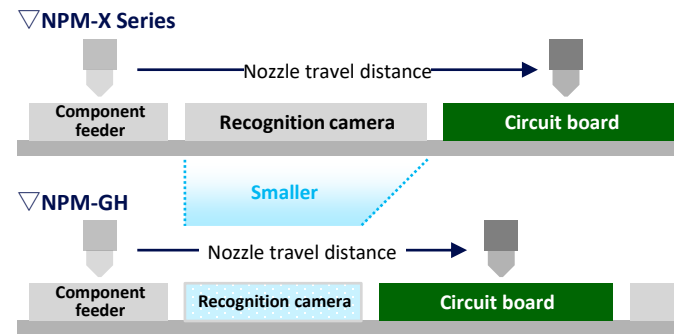 ▽NPM-X Series
Nozzle travel distance
Component
feeder
Recognition camera
Circuit board
Smaller
▽NPM-GH
Nozzle travel distance
Component
feeder
Recognition camera
Circuit board